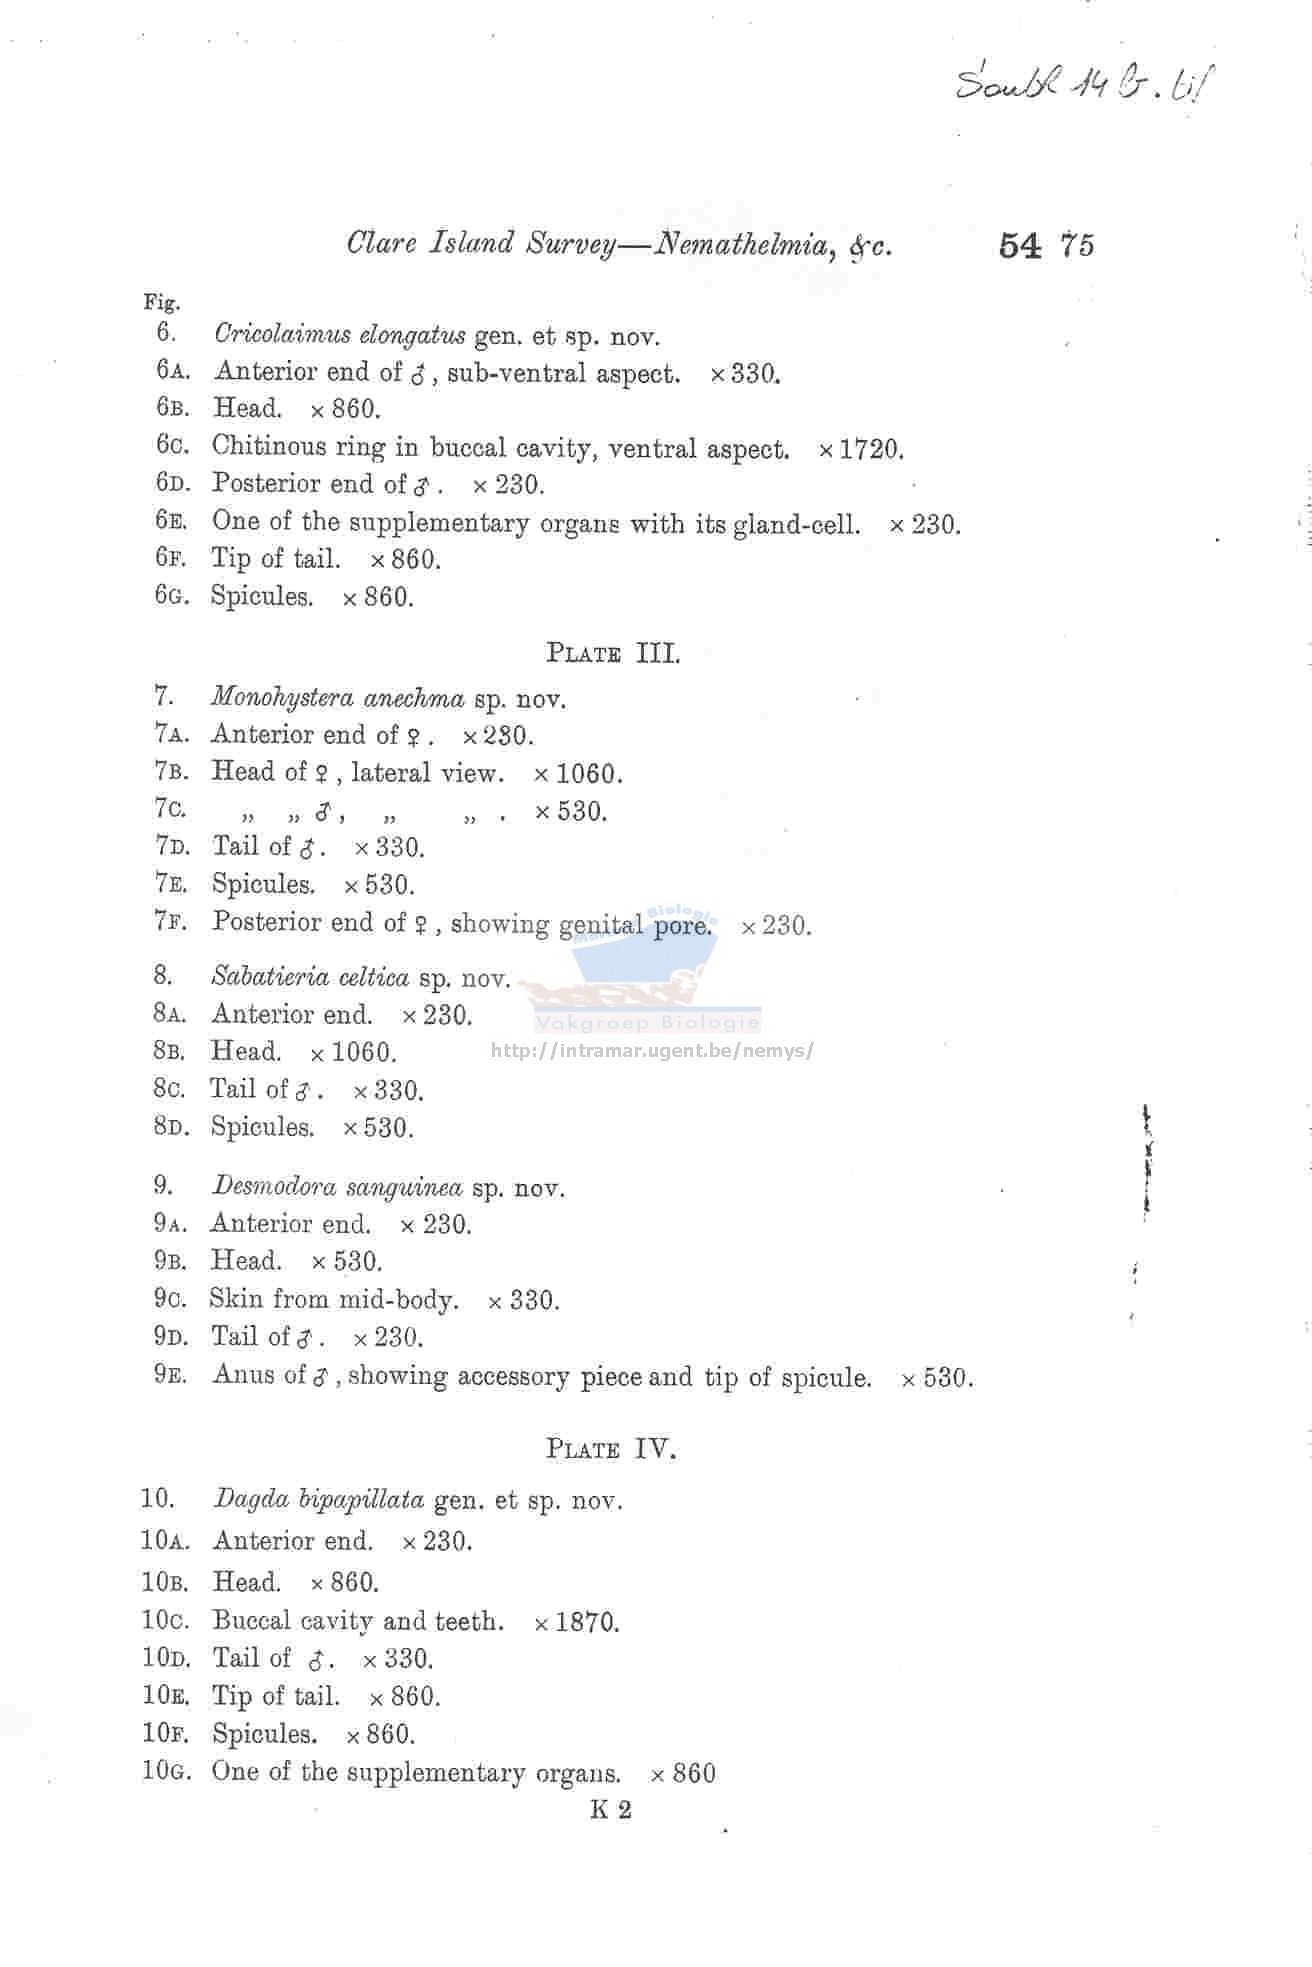 Clare Island Survey—Nemathelmia, &c. 54 75
Fig.
6. Cricolaimus elongatus gen. et sp. nov.
6A. Anterior end of ♂, sub-ventral aspect. × 330.
6B. Head. × 860.
6C. Chitinous ring in buccal cavity, ventral aspect. × 1720.
6D. Posterior end of ♂. × 230.
6E. One of the supplementary organs with its gland-cell. × 230.
6F. Tip of tail. × 860.
6G. Spicules. × 860.
PLATE III.
7. Monohystera anechma sp. nov.
7A. Anterior end of ♀. × 230.
7B. Head of ♀, lateral view. × 1060.
7C. „ „ ♂, „ „ . × 530.
7D. Tail of ♂. × 330.
7E. Spicules. × 530.
7F. Posterior end of ♀, showing genital pore. × 230.
8. Sabatieria celtica sp. nov.
8A. Anterior end. × 230.
8B. Head. × 1060.
8C. Tail of ♂. × 330.
8D. Spicules. × 530.
9. Desmodora sanguinea sp. nov.
9A. Anterior end. × 230.
9B. Head. × 530.
9C. Skin from mid-body. × 330.
9D. Tail of ♂. × 230.
9E. Anus of ♂, showing accessory piece and tip of spicule. × 530.
PLATE IV.
10. Dagda bipapillata gen. et sp. nov.
10A. Anterior end. × 230.
10B. Head. × 860.
10C. Buccal cavity and teeth. × 1870.
10D. Tail of ♂. × 330.
10E. Tip of tail. × 860.
10F. Spicules. × 860.
10G. One of the supplementary organs. × 860
K 2
Biologie
Vakgroep Biologie
http://intramar.ugent.be/nemys/